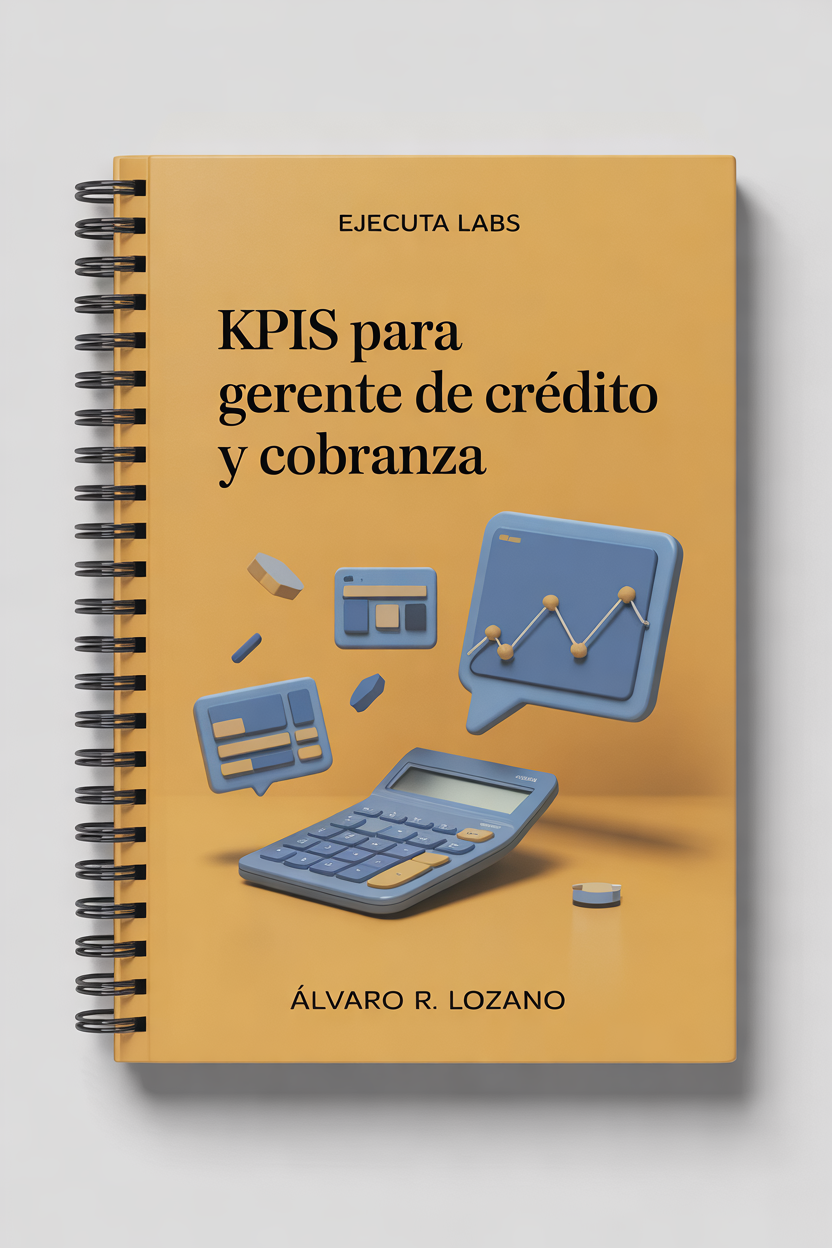 EJECUTA LABS
KPIS para
gerente de crédito
y cobranza
ÁLVARO R. LOZANO